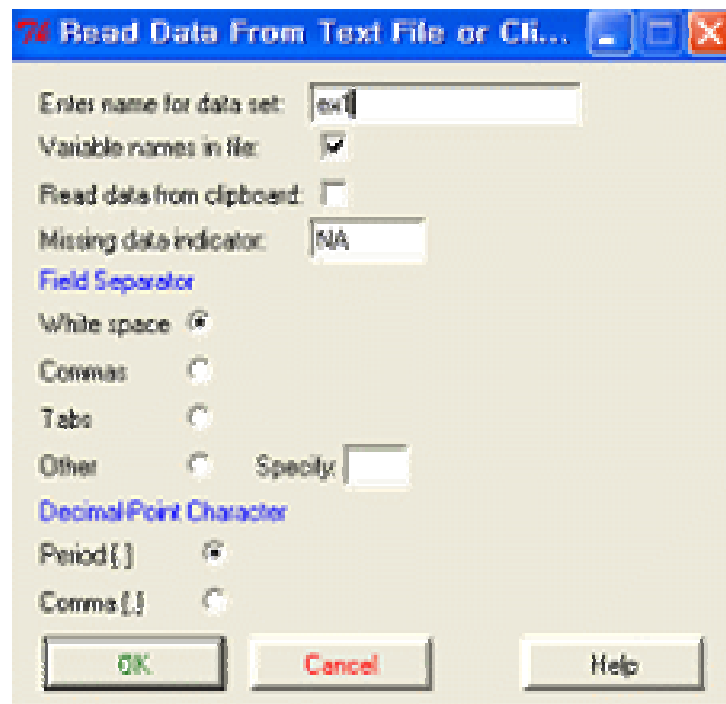 Read Data From Text File or Cli...
Enter name for data set: ex1
Variable names in file:
Read data from clipboard:
Missing data indicator: NA
Field Separator
White space
Commas
Tabs
Other Specify:
Decimal-Point Character
Period [.]
Comma [,]
OK Cancel Help